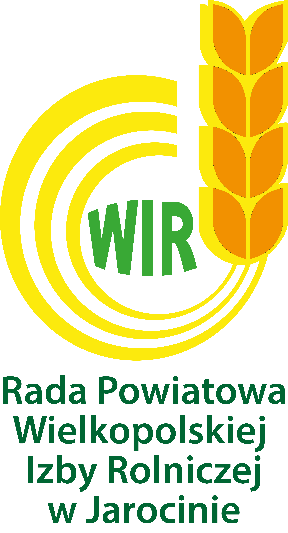 WIR
Rada Powiatowa
Wielkopolskiej
Izby Rolniczej
w Jarocinie